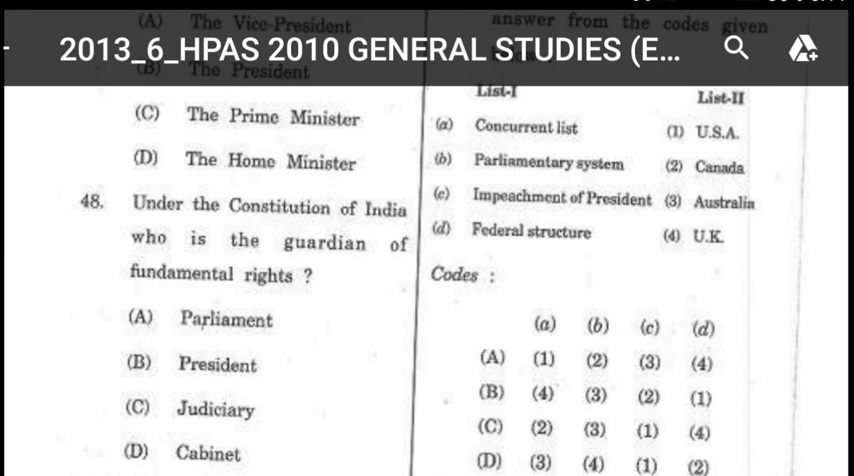 (A) The Vice-President
2013_6_HPAS 2010 GENERAL STUDIES (E...
(B) The President
(C) The Prime Minister
(D) The Home Minister
48. Under the Constitution of India
who is the guardian of
fundamental rights ?
(A) Parliament
(B) President
(C) Judiciary
(D) Cabinet
answer from the codes given
List-I List-II
(a) Concurrent list (1) U.S.A.
(b) Parliamentary system (2) Canada
(c) Impeachment of President (3) Australia
(d) Federal structure (4) U.K.
Codes :
(a) (b) (c) (d)
(A) (1) (2) (3) (4)
(B) (4) (3) (2) (1)
(C) (2) (3) (1) (4)
(D) (3) (4) (1) (2)